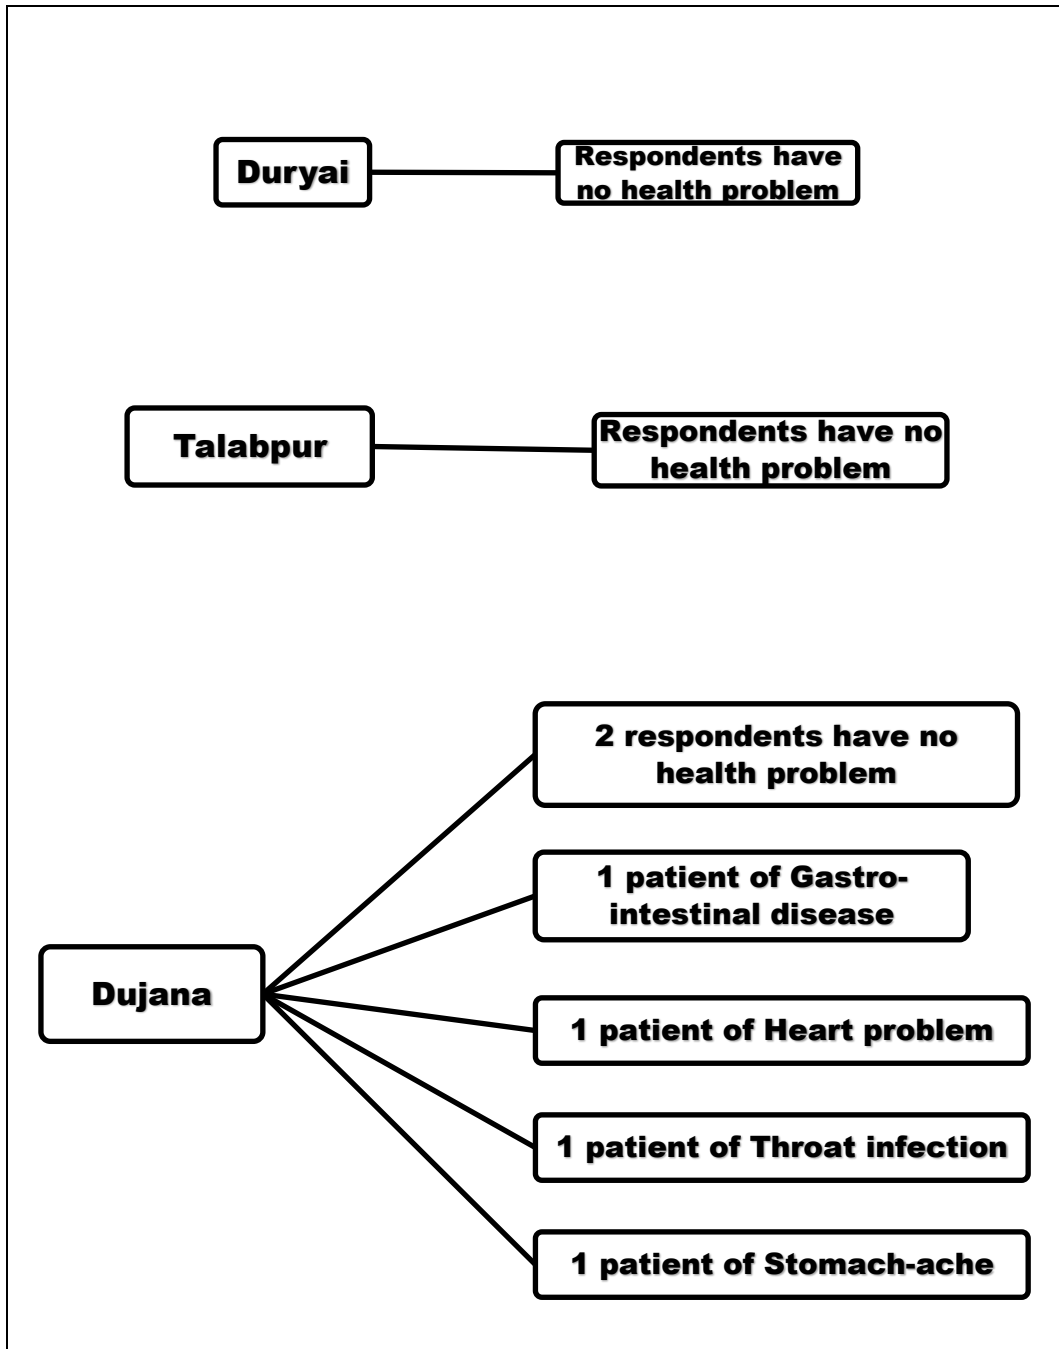 Duryai
Respondents have
no health problem
Talabpur
Respondents have no
health problem
2 respondents have no
health problem
1 patient of Gastro-
intestinal disease
Dujana
1 patient of Heart problem
1 patient of Throat infection
1 patient of Stomach-ache